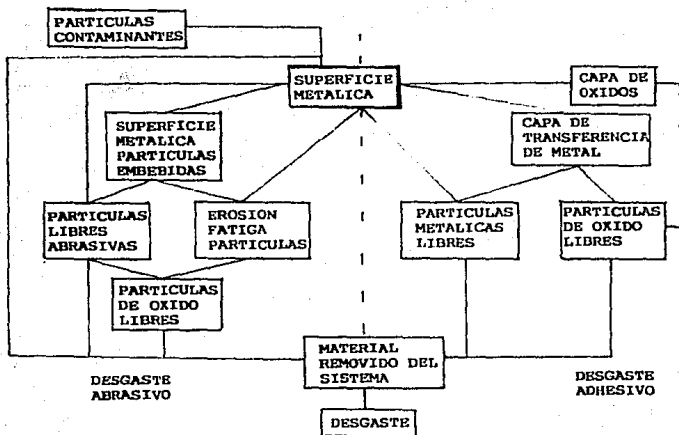 PARTICULAS
CONTAMINANTES
SUPERFICIE
METALICA
CAPA DE
OXIDOS
SUPERFICIE
METALICA
PARTICULAS
EMBEBIDAS
CAPA DE
TRANSFERENCIA
DE METAL
PARTICULAS
LIBRES
ABRASIVAS
EROSION
FATIGA
PARTICULAS
PARTICULAS
METALICAS
LIBRES
PARTICULAS
DE OXIDO
LIBRES
PARTICULAS
DE OXIDO
LIBRES
MATERIAL
REMOVIDO DEL
SISTEMA
DESGASTE
ABRASIVO
DESGASTE
ADHESIVO
DESGASTE